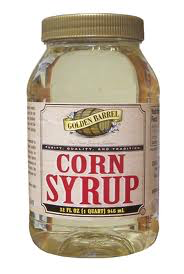 GOLDEN BARREL
PURITY, QUALITY, AND TRADITION
CORN
SYRUP
32 FL OZ (1 QUART) 946 mL